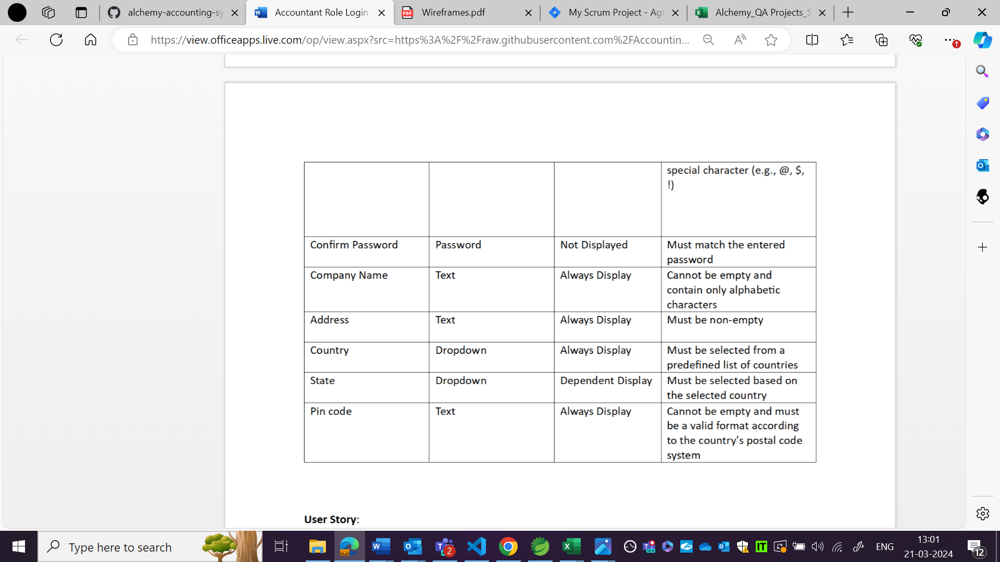 alchemy-accounting-sy
Accountant Role Login
Wireframes.pdf
My Scrum Project - Agi
Alchemy_QA Projects_S
https://view.officeapps.live.com/op/view.aspx?src=https%3A%2F%2Fraw.githubusercontent.com%2FAccountin...
special character (e.g., @, $,
!)
Confirm Password Password Not Displayed Must match the entered
password
Company Name Text Always Display Cannot be empty and
contain only alphabetic
characters
Address Text Always Display Must be non-empty
Country Dropdown Always Display Must be selected from a
predefined list of countries
State Dropdown Dependent Display Must be selected based on
the selected country
Pin code Text Always Display Cannot be empty and must
be a valid format according
to the country's postal code
system
User Story:
Type here to search
2
ENG
13:01
21-03-2024
12